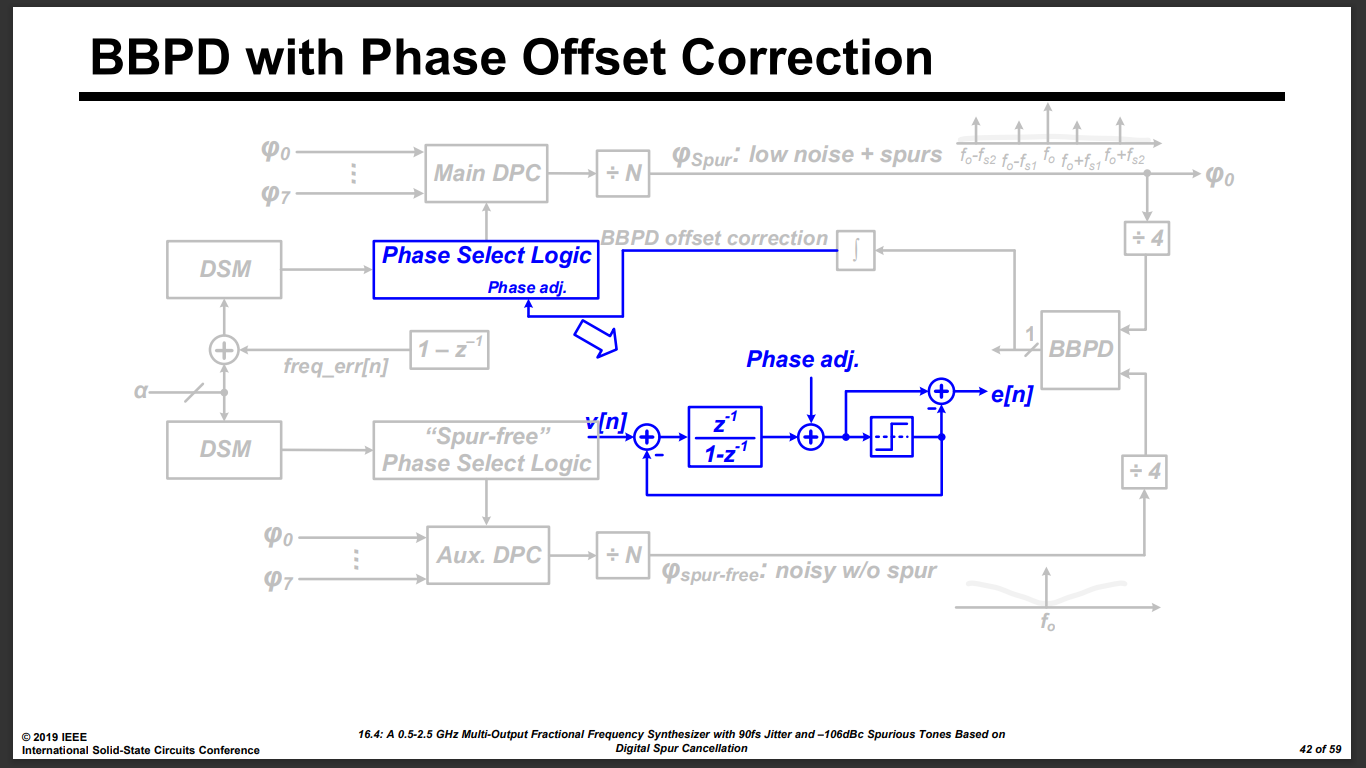 BBPD with Phase Offset Correction
φ0
⋮
φ7
Main DPC
÷ N
φSpur: low noise + spurs
fo-fs2 fo-fs1 fo fo+fs1 fo+fs2
φ0
÷ 4
DSM
Phase Select Logic
Phase adj.
BBPD offset correction
∫
+
freq_err[n]
1 – z–1
1
BBPD
α
Phase adj.
DSM
“Spur-free”
Phase Select Logic
v[n]
+
-
z-1
1-z-1
+
+
-
e[n]
÷ 4
φ0
⋮
φ7
Aux. DPC
÷ N
φspur-free: noisy w/o spur
fo
© 2019 IEEE
International Solid-State Circuits Conference
16.4: A 0.5-2.5 GHz Multi-Output Fractional Frequency Synthesizer with 90fs Jitter and –106dBc Spurious Tones Based on
Digital Spur Cancellation
42 of 59